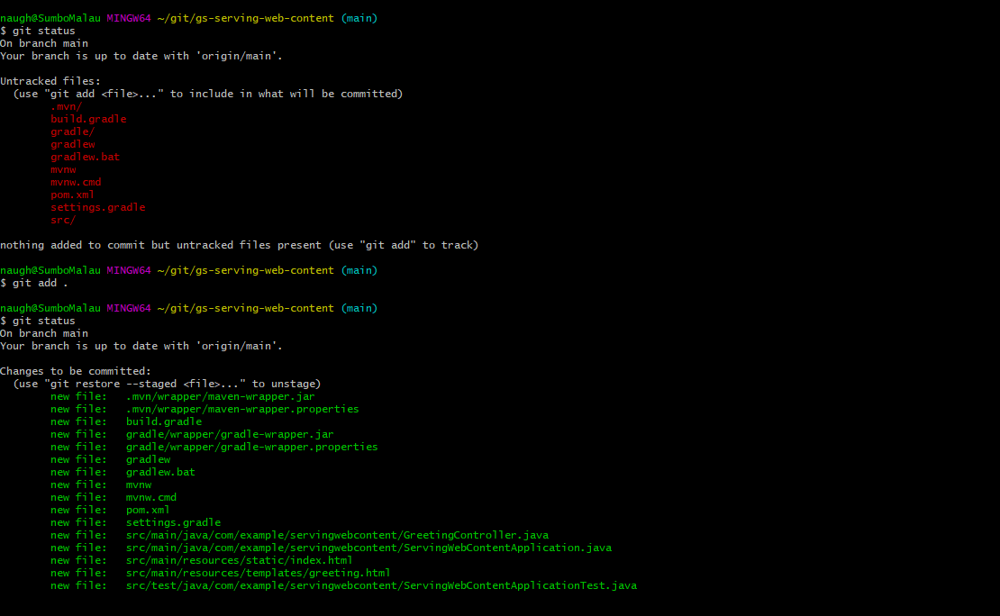 naugh@SumboMalau MINGW64 ~/git/gs-serving-web-content (main)
$ git status
On branch main
Your branch is up to date with 'origin/main'.
Untracked files:
(use "git add <file>..." to include in what will be committed)
.mvn/
build.gradle
gradle/
gradlew
gradlew.bat
mvnw
mvnw.cmd
pom.xml
settings.gradle
src/
nothing added to commit but untracked files present (use "git add" to track)
naugh@SumboMalau MINGW64 ~/git/gs-serving-web-content (main)
$ git add .
naugh@SumboMalau MINGW64 ~/git/gs-serving-web-content (main)
$ git status
On branch main
Your branch is up to date with 'origin/main'.
Changes to be committed:
(use "git restore --staged <file>..." to unstage)
new file:   .mvn/wrapper/maven-wrapper.jar
new file:   .mvn/wrapper/maven-wrapper.properties
new file:   build.gradle
new file:   gradle/wrapper/gradle-wrapper.jar
new file:   gradle/wrapper/gradle-wrapper.properties
new file:   gradlew
new file:   gradlew.bat
new file:   mvnw
new file:   mvnw.cmd
new file:   pom.xml
new file:   settings.gradle
new file:   src/main/java/com/example/servingwebcontent/GreetingController.java
new file:   src/main/java/com/example/servingwebcontent/ServingWebContentApplication.java
new file:   src/main/resources/static/index.html
new file:   src/main/resources/templates/greeting.html
new file:   src/test/java/com/example/servingwebcontent/ServingWebContentApplicationTest.java